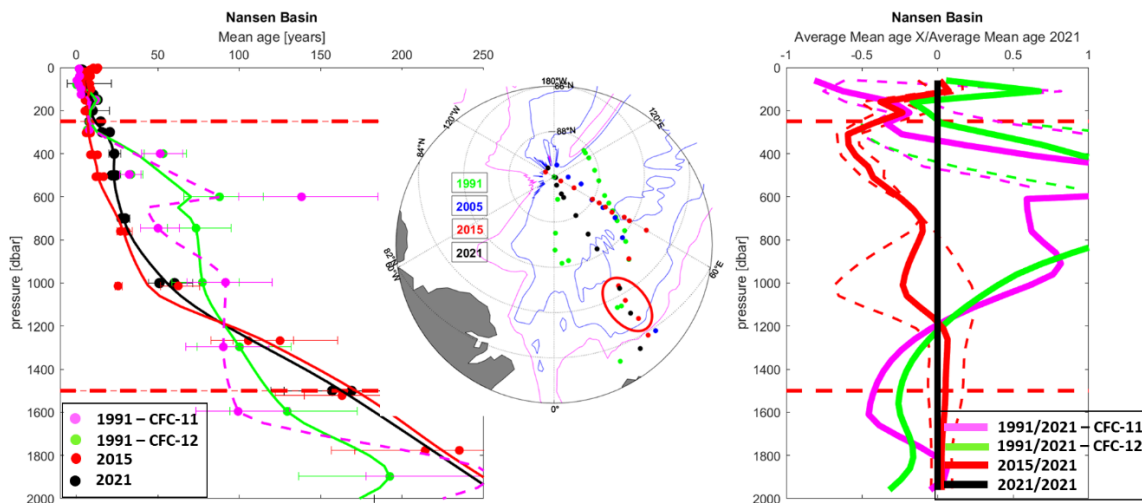 Nansen Basin
Mean age [years]
0
50
100
150
200
250
0
200
400
600
800
1000
1200
1400
1600
1800
2000
pressure [dbar]
1991 – CFC-11
1991 – CFC-12
2015
2021
180°W
86°N
120°W
120°E
88°N
84°N
1991
2005
2015
2021
82°N
60°W
60°E
0°
Nansen Basin
Average Mean age X/Average Mean age 2021
-1
-0.5
0
0.5
1
0
200
400
600
800
1000
1200
1400
1600
1800
2000
pressure [dbar]
1991/2021 – CFC-11
1991/2021 – CFC-12
2015/2021
2021/2021